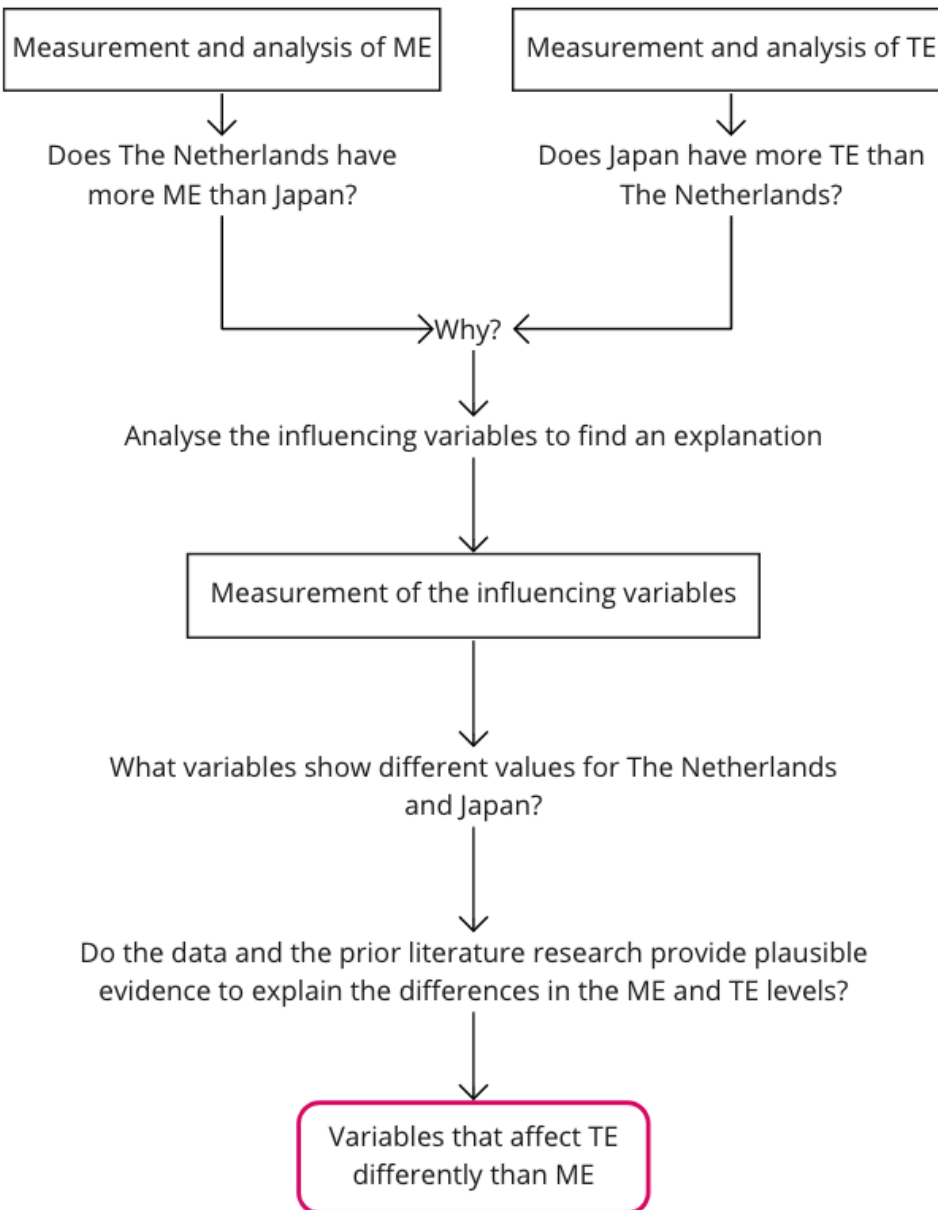 Measurement and analysis of ME
Measurement and analysis of TE
Does The Netherlands have
more ME than Japan?
Does Japan have more TE than
The Netherlands?
Why?
Analyse the influencing variables to find an explanation
Measurement of the influencing variables
What variables show different values for The Netherlands
and Japan?
Do the data and the prior literature research provide plausible
evidence to explain the differences in the ME and TE levels?
Variables that affect TE
differently than ME